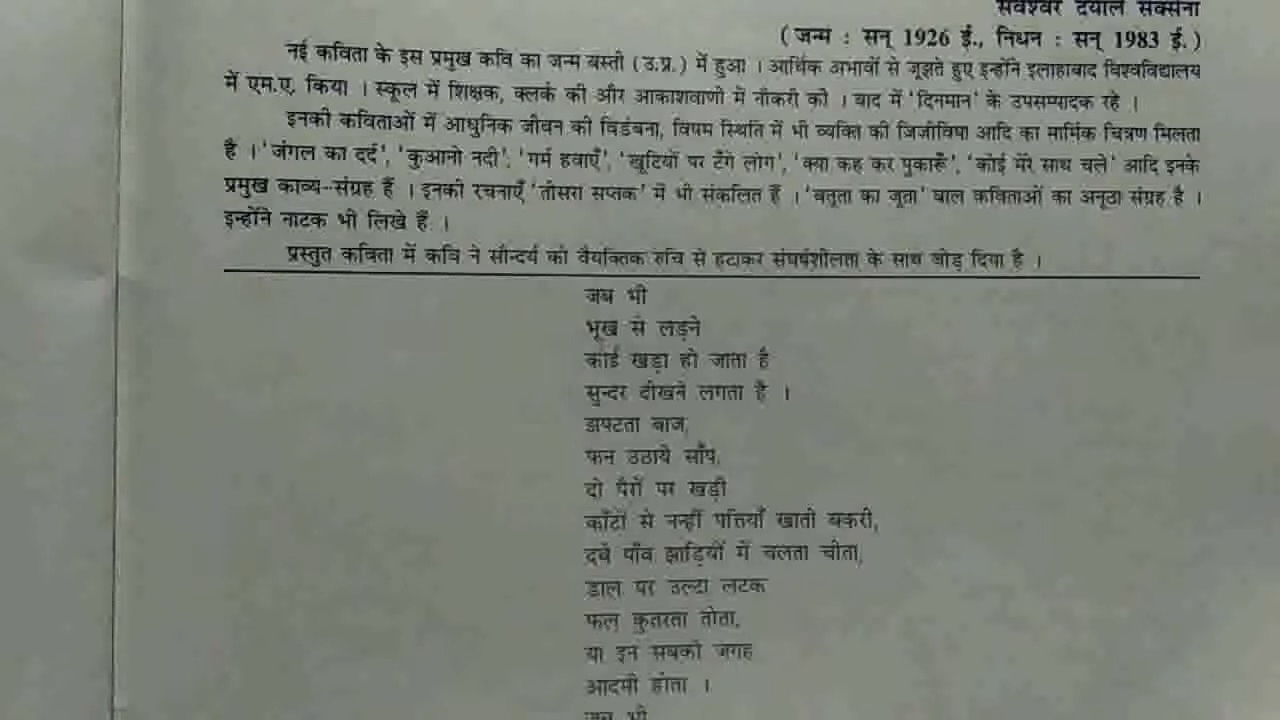 सर्वेश्वर दयाल सक्सेना
( जन्म : सन् 1926 ई., निधन : सन् 1983 ई. )
नई कविता के इस प्रमुख कवि का जन्म बस्ती ( उ.प्र. ) में हुआ । आर्थिक अभावों से जूझते हुए इन्होंने इलाहाबाद विश्वविद्यालय
में एम.ए. किया । स्कूल में शिक्षक, क्लर्क की और आकाशवाणी में नौकरी की । बाद में 'दिनमान' के उपसम्पादक रहे ।
इनकी कविताओं में आधुनिक जीवन की विडंबना, विषम स्थिति में भी व्यक्ति की जिजीविषा आदि का मार्मिक चित्रण मिलता
है । 'जंगल का दर्द', 'कुआनो नदी', 'गर्म हवाएँ', 'खूटियों पर टँगे लोग', 'क्या कह कर पुकारूँ', 'कोई मेरे साथ चले' आदि इनके
प्रमुख काव्य-संग्रह हैं । इनकी रचनाएँ 'तीसरा सप्तक' में भी संकलित हैं । 'बतूता का जूता' बाल कविताओं का अनूठा संग्रह है ।
इन्होंने नाटक भी लिखे हैं ।
प्रस्तुत कविता में कवि ने सौन्दर्य को वैयक्तिक रुचि से हटाकर संघर्षशीलता के साथ जोड़ दिया है ।
जब भी
भूख से लड़ने
कोई खड़ा हो जाता है
सुन्दर दीखने लगता है ।
झपटता बाज,
फन उठाये साँप,
दो पैरों पर खड़ी
काँटों से नन्हीं पत्तियाँ खाती बकरी,
दबे पाँव झाड़ियों में चलता चीता,
डाल पर उल्टा लटक
फल कुतरता तोता,
या इन सबकी जगह
आदमी होता ।
जब भी